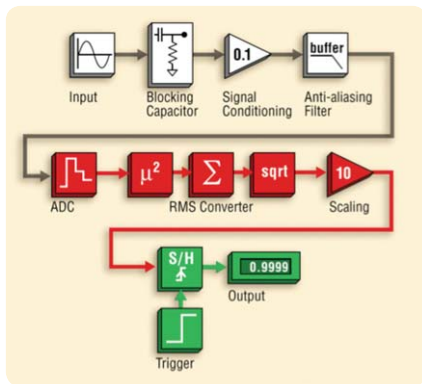 0.1
buffer
Input
Blocking
Capacitor
Signal
Conditioning
Anti-aliasing
Filter
μ²
Σ
sqrt
10
ADC
RMS Converter
Scaling
S/H
0.9999
Output
Trigger